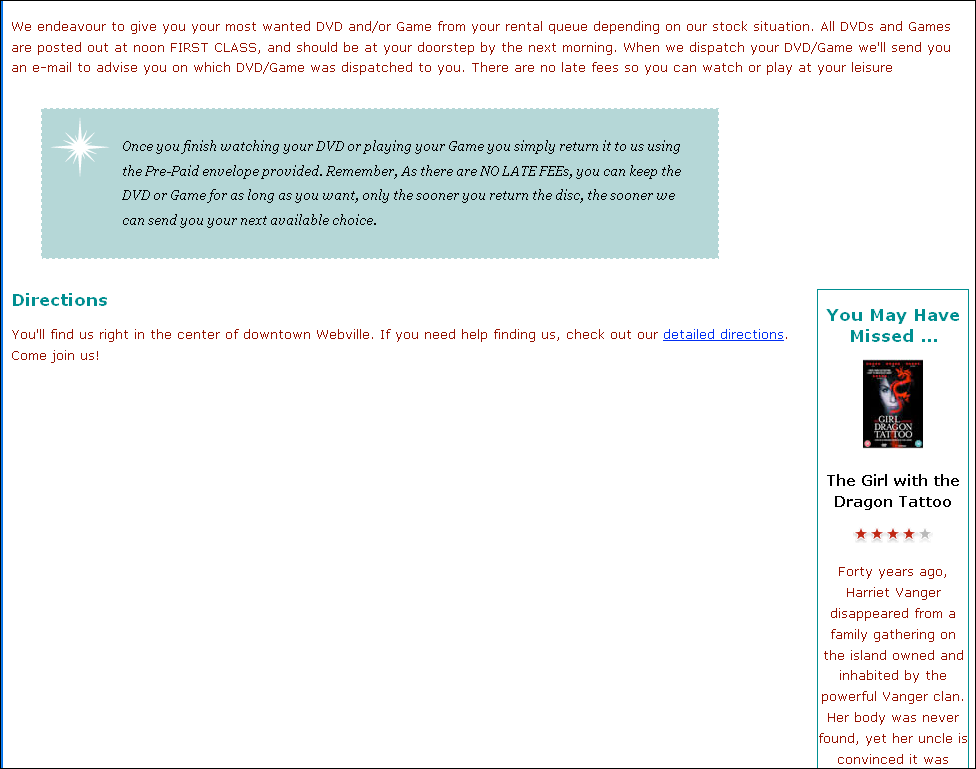 We endeavour to give you your most wanted DVD and/or Game from your rental queue depending on our stock situation. All DVDs and Games
are posted out at noon FIRST CLASS, and should be at your doorstep by the next morning. When we dispatch your DVD/Game we'll send you
an e-mail to advise you on which DVD/Game was dispatched to you. There are no late fees so you can watch or play at your leisure
Once you finish watching your DVD or playing your Game you simply return it to us using
the Pre-Paid envelope provided. Remember, As there are NO LATE FEEs, you can keep the
DVD or Game for as long as you want, only the sooner you return the disc, the sooner we
can send you your next available choice.
Directions
You'll find us right in the center of downtown Webville. If you need help finding us, check out our detailed directions.
Come join us!
You May Have
Missed ...
GIRL
DRAGON
TATTOO
The Girl with the
Dragon Tattoo
Forty years ago,
Harriet Vanger
disappeared from a
family gathering on
the island owned and
inhabited by the
powerful Vanger clan.
Her body was never
found, yet her uncle is
convinced it was